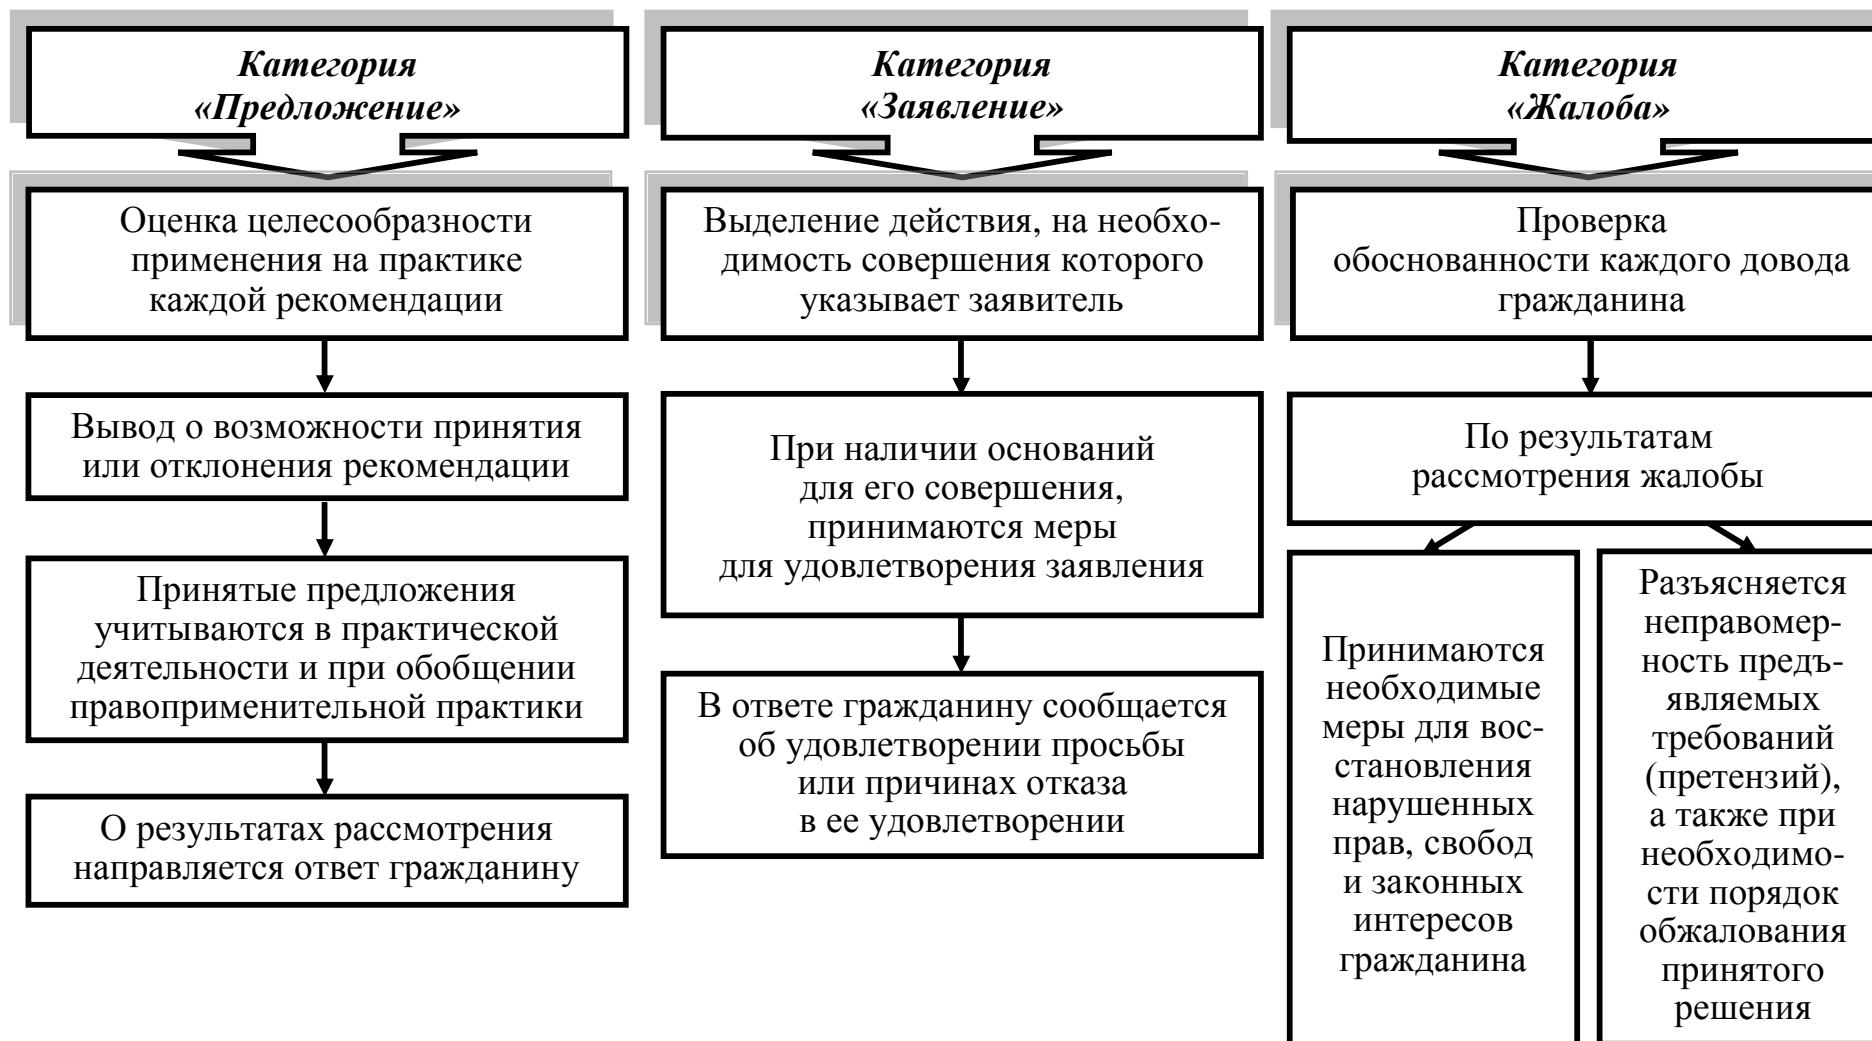 Категория
«Предложение»
Оценка целесообразности
применения на практике
каждой рекомендации
Вывод о возможности принятия
или отклонения рекомендации
Принятые предложения
учитываются в практической
деятельности и при обобщении
правоприменительной практики
О результатах рассмотрения
направляется ответ гражданину
Категория
«Заявление»
Выделение действия, на необхо-
димость совершения которого
указывает заявитель
При наличии оснований
для его совершения,
принимаются меры
для удовлетворения заявления
В ответе гражданину сообщается
об удовлетворении просьбы
или причинах отказа
в ее удовлетворении
Категория
«Жалоба»
Проверка
обоснованности каждого довода
гражданина
По результатам
рассмотрения жалобы
Принимаются
необходимые
меры для вос-
становления
нарушенных
прав, свобод
и законных
интересов
гражданина
Разъясняется
неправомер-
ность предъ-
являемых
требований
(претензий),
а также при
необходимо-
сти порядок
обжалования
принятого
решения